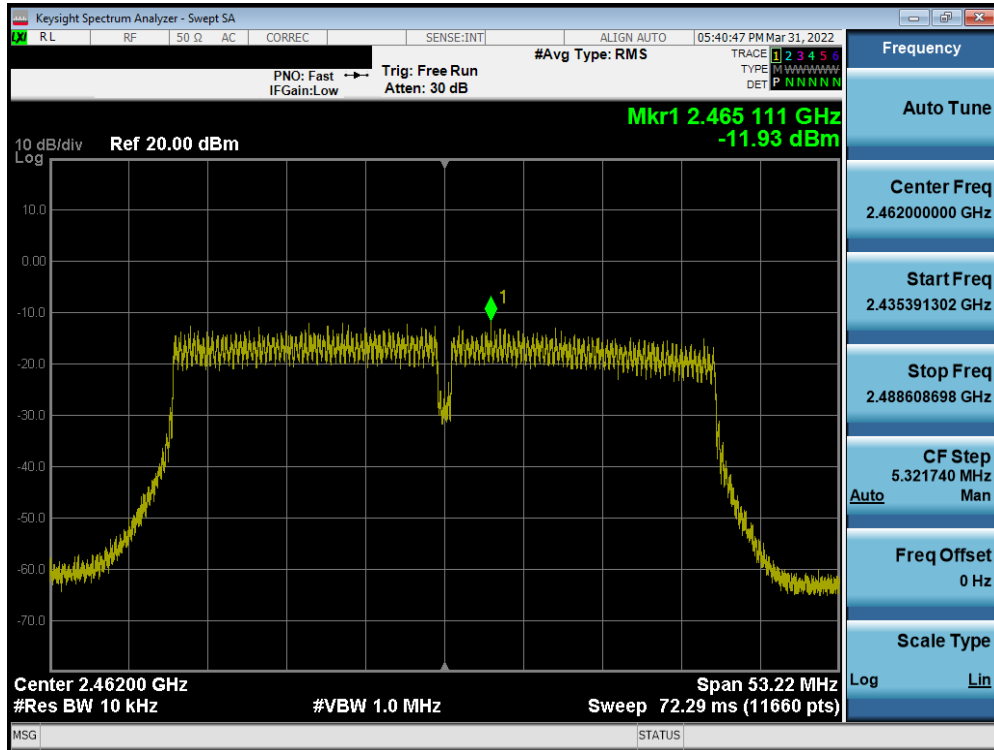 Keysight Spectrum Analyzer - Swept SA
LXI RL RF 50 Ω AC CORREC SENSE:INT ALIGN AUTO 05:40:47 PM Mar 31, 2022
#Avg Type: RMS
TRACE 1 2 3 4 5 6
PNO: Fast Trig: Free Run
TYPE M W W W W W
IFGain:Low Atten: 30 dB
DET P N N N N N
Mkr1 2.465 111 GHz
-11.93 dBm
10 dB/div Ref 20.00 dBm
Log
10.0
0.00
1
-10.0
-20.0
-30.0
-40.0
-50.0
-60.0
-70.0
Center 2.46200 GHz Span 53.22 MHz
#Res BW 10 kHz #VBW 1.0 MHz Sweep 72.29 ms (11660 pts)
MSG STATUS
Frequency
Auto Tune
Center Freq
2.462000000 GHz
Start Freq
2.435391302 GHz
Stop Freq
2.488608698 GHz
CF Step
5.321740 MHz
Auto Man
Freq Offset
0 Hz
Scale Type
Log Lin